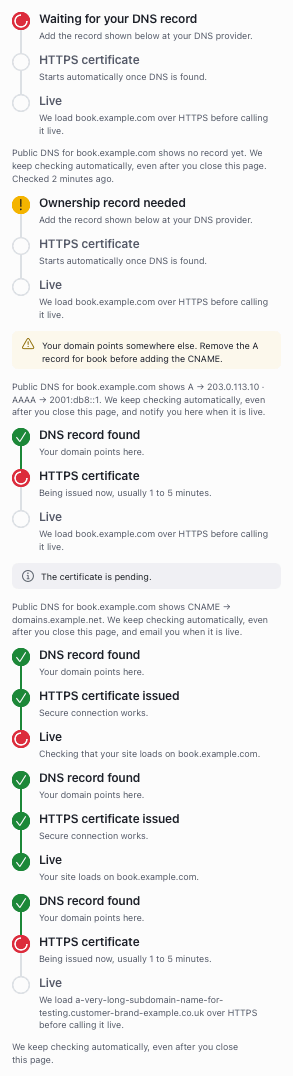 Waiting for your DNS record
Add the record shown below at your DNS provider.
HTTPS certificate
Starts automatically once DNS is found.
Live
We load book.example.com over HTTPS before calling
it live.
Public DNS for book.example.com shows no record yet. We
keep checking automatically, even after you close this page.
Checked 2 minutes ago.
Ownership record needed
Add the record shown below at your DNS provider.
HTTPS certificate
Starts automatically once DNS is found.
Live
We load book.example.com over HTTPS before calling
it live.
Your domain points somewhere else. Remove the A
record for book before adding the CNAME.
Public DNS for book.example.com shows A → 203.0.113.10 ·
AAAA → 2001:db8::1. We keep checking automatically, even
after you close this page, and notify you here when it is live.
DNS record found
Your domain points here.
HTTPS certificate
Being issued now, usually 1 to 5 minutes.
Live
We load book.example.com over HTTPS before calling
it live.
The certificate is pending.
Public DNS for book.example.com shows CNAME →
domains.example.net. We keep checking automatically, even
after you close this page, and email you when it is live.
DNS record found
Your domain points here.
HTTPS certificate issued
Secure connection works.
Live
Checking that your site loads on book.example.com.
DNS record found
Your domain points here.
HTTPS certificate issued
Secure connection works.
Live
Your site loads on book.example.com.
DNS record found
Your domain points here.
HTTPS certificate
Being issued now, usually 1 to 5 minutes.
Live
We load a-very-long-subdomain-name-for-
testing.customer-brand-example.co.uk over HTTPS
before calling it live.
We keep checking automatically, even after you close
this page.